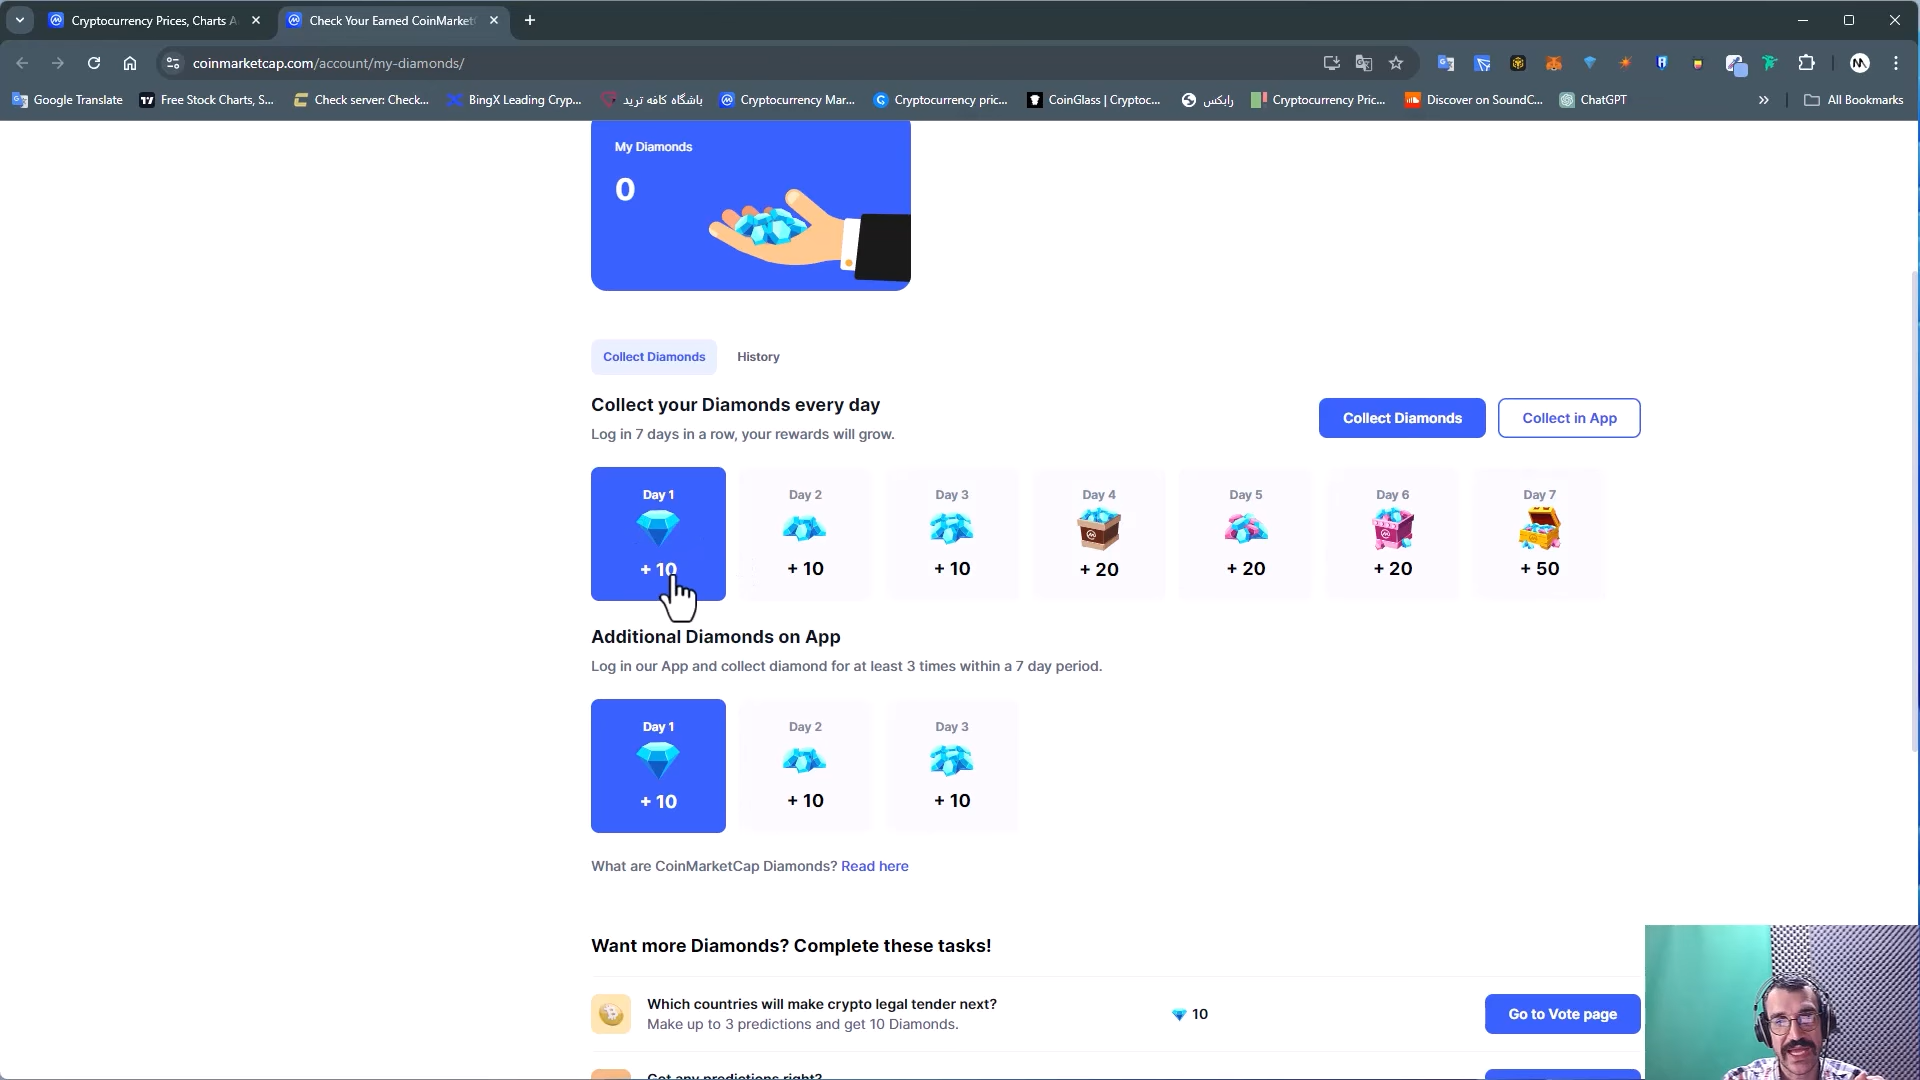 Cryptocurrency Prices, Charts A
Check Your Earned CoinMarket
coinmarketcap.com/account/my-diamonds/
Google Translate
Free Stock Charts, S...
Check server: Check...
BingX Leading Cryp...
باشگاه کافه ترید
Cryptocurrency Mar...
Cryptocurrency pric...
CoinGlass | Cryptoc...
رابکس
Cryptocurrency Pric...
Discover on SoundC...
ChatGPT
All Bookmarks
My Diamonds
0
Collect Diamonds
History
Collect your Diamonds every day
Log in 7 days in a row, your rewards will grow.
Collect Diamonds
Collect in App
Day 1
Day 2
Day 3
Day 4
Day 5
Day 6
Day 7
+ 10
+ 10
+ 10
+ 20
+ 20
+ 20
+ 50
Additional Diamonds on App
Log in our App and collect diamond for at least 3 times within a 7 day period.
Day 1
Day 2
Day 3
+ 10
+ 10
+ 10
What are CoinMarketCap Diamonds? Read here
Want more Diamonds? Complete these tasks!
Which countries will make crypto legal tender next?
Make up to 3 predictions and get 10 Diamonds.
10
Go to Vote page
Got any predictions right?